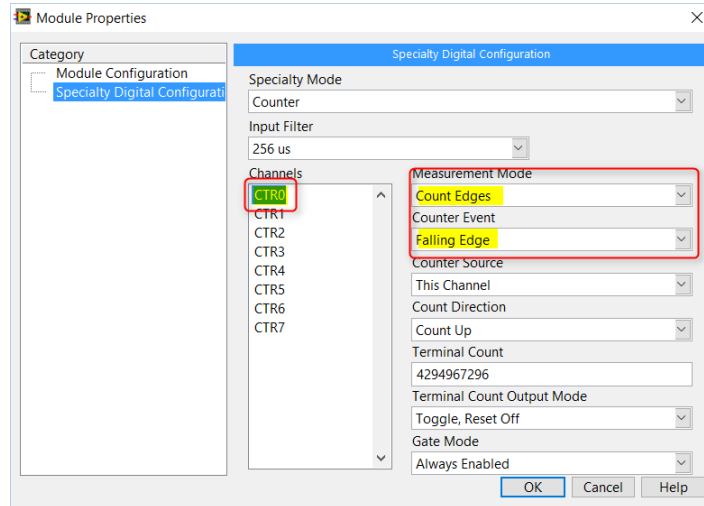 Module Properties
Category
Module Configuration
Specialty Digital Configurati
Specialty Digital Configuration
Specialty Mode
Counter
Input Filter
256 us
Channels
CTR0
CTR1
CTR2
CTR3
CTR4
CTR5
CTR6
CTR7
Measurement Mode
Count Edges
Counter Event
Falling Edge
Counter Source
This Channel
Count Direction
Count Up
Terminal Count
4294967296
Terminal Count Output Mode
Toggle, Reset Off
Gate Mode
Always Enabled
OK Cancel Help